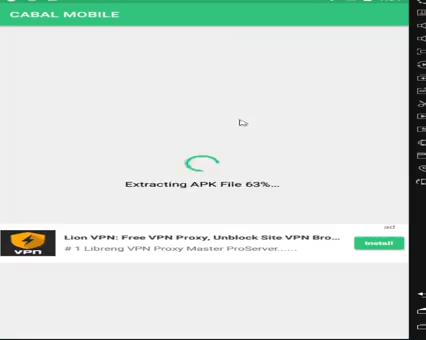 CABAL MOBILE
Extracting APK File 63%...
ad
Lion VPN: Free VPN Proxy, Unblock Site VPN Bro...
# 1 Libreng VPN Proxy Master ProServer......
Install
VPN